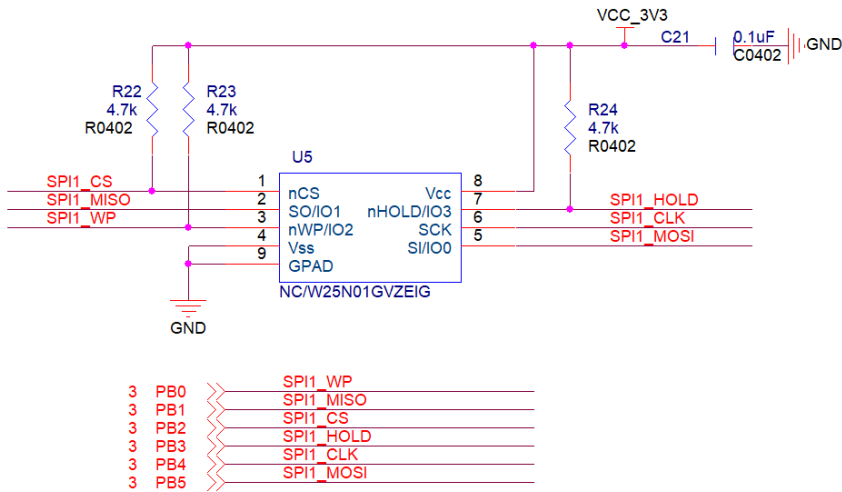 VCC_3V3
C21 0.1uF GND
C0402
R22 R23
4.7k 4.7k
R0402 R0402
R24
4.7k
R0402
U5
SPI1_CS 1 nCS Vcc 8
SPI1_MISO 2 SO/IO1 nHOLD/IO3 7 SPI1_HOLD
SPI1_WP 3 nWP/IO2 SCK 6 SPI1_CLK
4 Vss SI/IO0 5 SPI1_MOSI
9 GPAD
NC/W25N01GVZEIG
GND
3 PB0 SPI1_WP
3 PB1 SPI1_MISO
3 PB2 SPI1_CS
3 PB3 SPI1_HOLD
3 PB4 SPI1_CLK
3 PB5 SPI1_MOSI